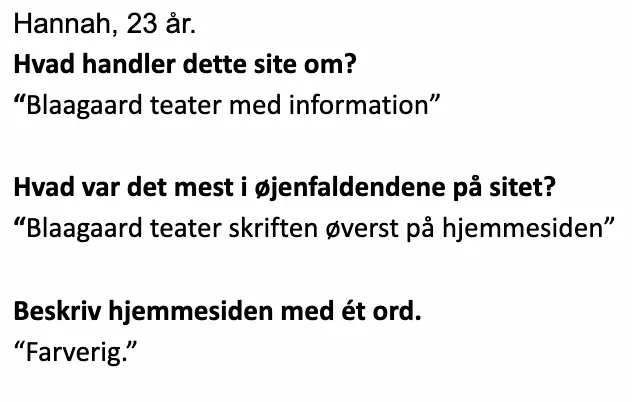 Hannah, 23 år.
Hvad handler dette site om?
“Blaagaard teater med information”
Hvad var det mest i øjenfaldendene på sitet?
“Blaagaard teater skriften øverst på hjemmesiden”
Beskriv hjemmesiden med ét ord.
“Farverig.”